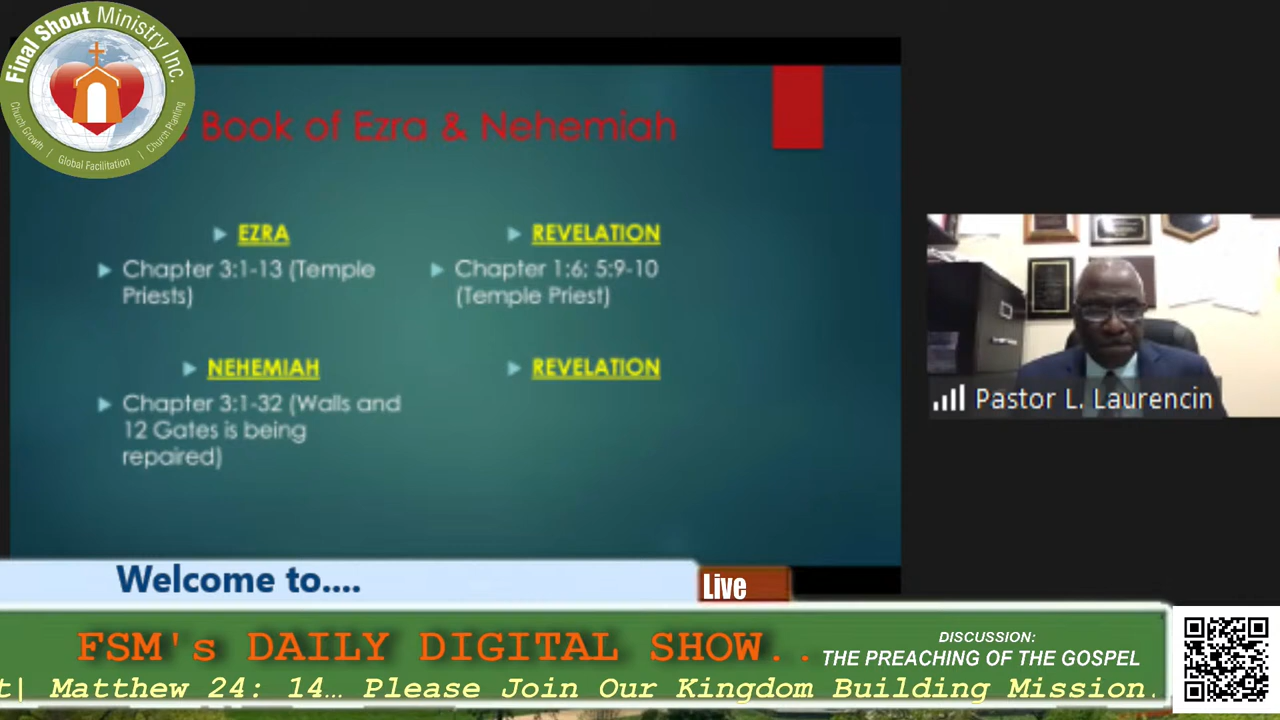 Final Shout Ministry Inc.
Church Growth | Global Facilitation | Church Planting
Book of Ezra & Nehemiah
EZRA
Chapter 3:1-13 (Temple
Priests)
REVELATION
Chapter 1:6; 5:9-10
(Temple Priest)
NEHEMIAH
Chapter 3:1-32 (Walls and
12 Gates is being
repaired)
REVELATION
Pastor L. Laurencin
Welcome to....
Live
FSM's DAILY DIGITAL SHOW..
DISCUSSION:
THE PREACHING OF THE GOSPEL
t| Matthew 24: 14… Please Join Our Kingdom Building Mission.